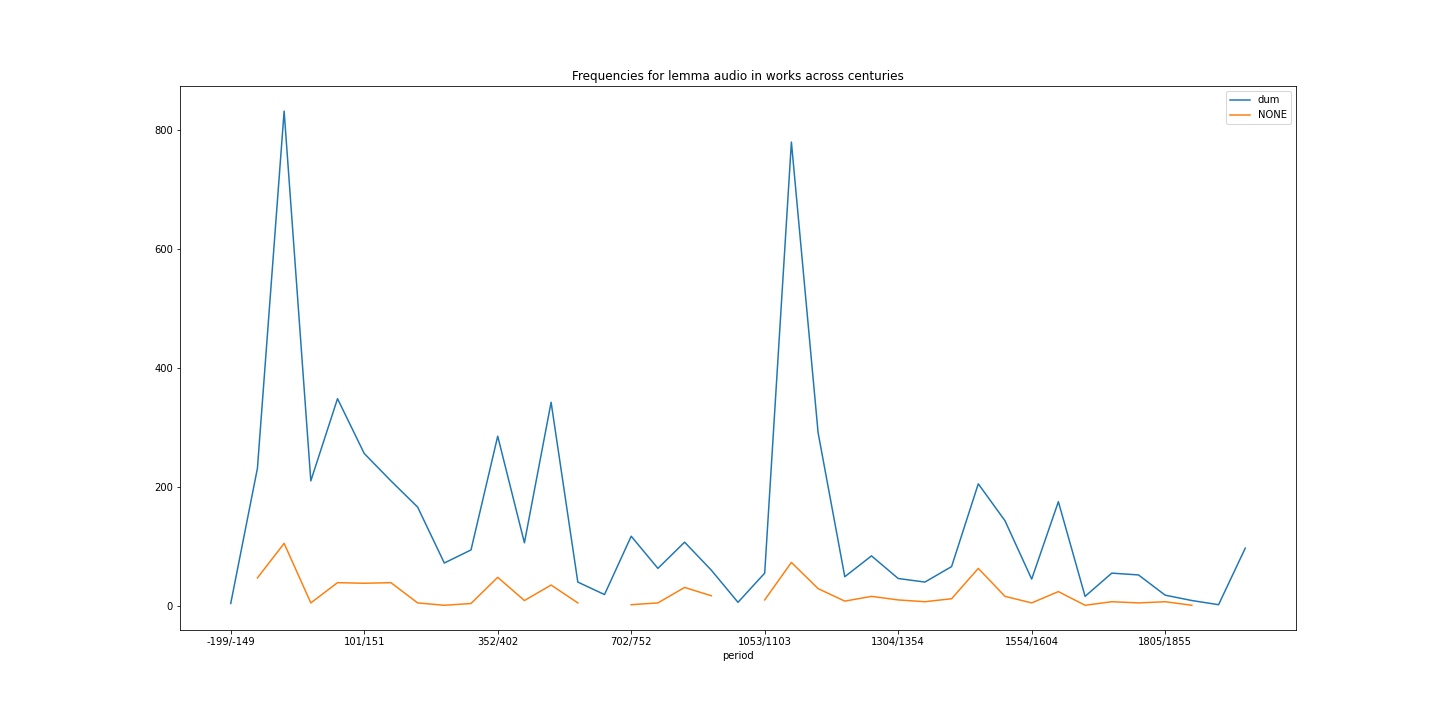 Frequencies for lemma audio in works across centuries
dum
NONE
800
600
400
200
0
-199/-149 101/151 352/402 702/752 1053/1103 1304/1354 1554/1604 1805/1855
period